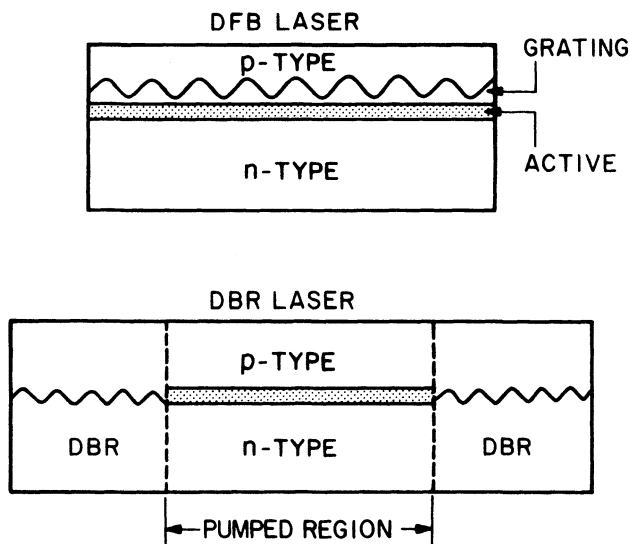 DFB LASER
p-TYPE
GRATING
n-TYPE
ACTIVE
DBR LASER
p-TYPE
DBR
n-TYPE
DBR
PUMPED REGION